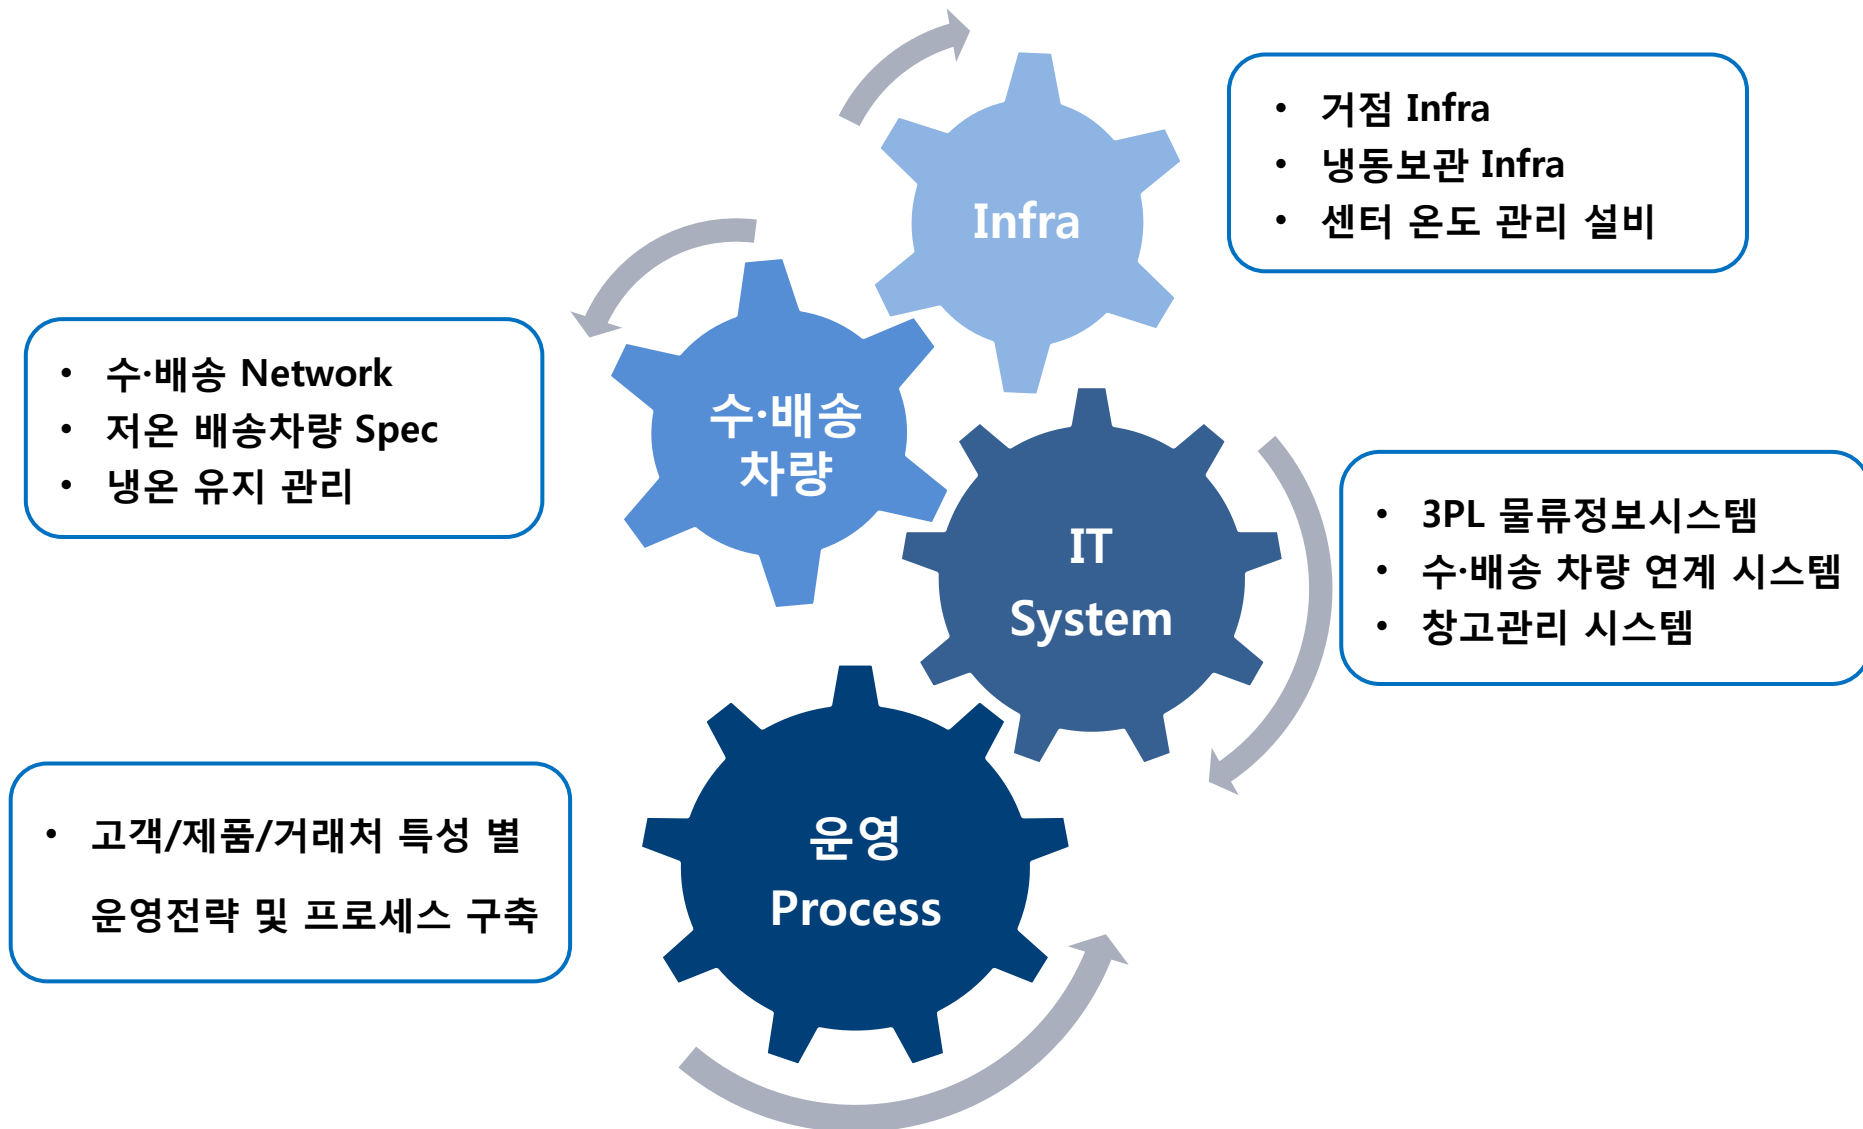 Infra
• 거점 Infra
• 냉동보관 Infra
• 센터 온도 관리 설비
수·배송
차량
• 수·배송 Network
• 저온 배송차량 Spec
• 냉온 유지 관리
IT
System
• 3PL 물류정보시스템
• 수·배송 차량 연계 시스템
• 창고관리 시스템
운영
Process
• 고객/제품/거래처 특성 별
운영전략 및 프로세스 구축